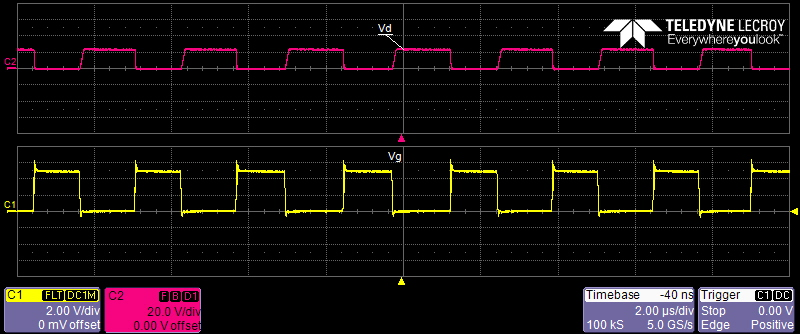 Vd
TELEDYNE LECROY
Everywhereyoulook™
C2
Vg
C1
C1 FLT DC1M
2.00 V/div
0 mV offset
C2 F B D1
20.0 V/div
0.00 V offset
Timebase -40 ns
2.00 µs/div
100 kS 5.0 GS/s
Trigger C1 DC
Stop 0.00 V
Edge Positive